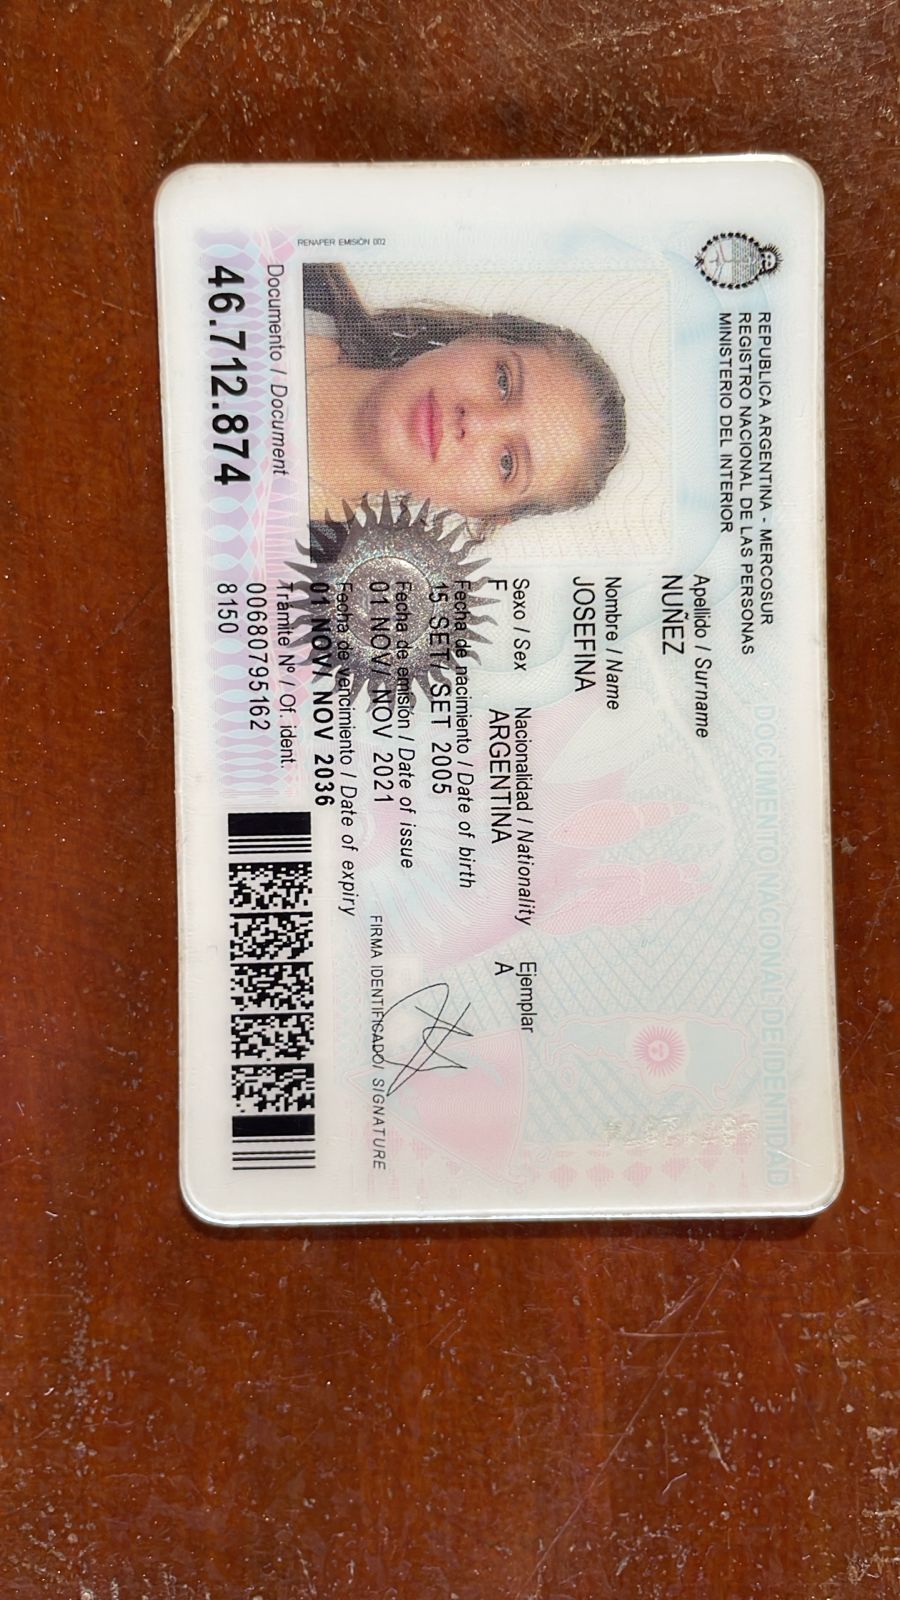 REPUBLICA ARGENTINA - MERCOSUR
REGISTRO NACIONAL DE LAS PERSONAS
MINISTERIO DEL INTERIOR
DOCUMENTO NACIONAL DE IDENTIDAD
Apellido / Surname
NUÑEZ
Nombre / Name
JOSEFINA
Sexo / Sex Nacionalidad / Nationality Ejemplar
F ARGENTINA A
Fecha de nacimiento / Date of birth
15 SET/ SET 2005
Fecha de emisión / Date of issue
01 NOV/ NOV 2021
FIRMA IDENTIFICADO/ SIGNATURE
Fecha de vencimiento / Date of expiry
01 NOV/ NOV 2036
RENAPER EMISIÓN 002
Documento / Document
46.712.874
Trámite Nº / Of. ident.
00680795162
8150